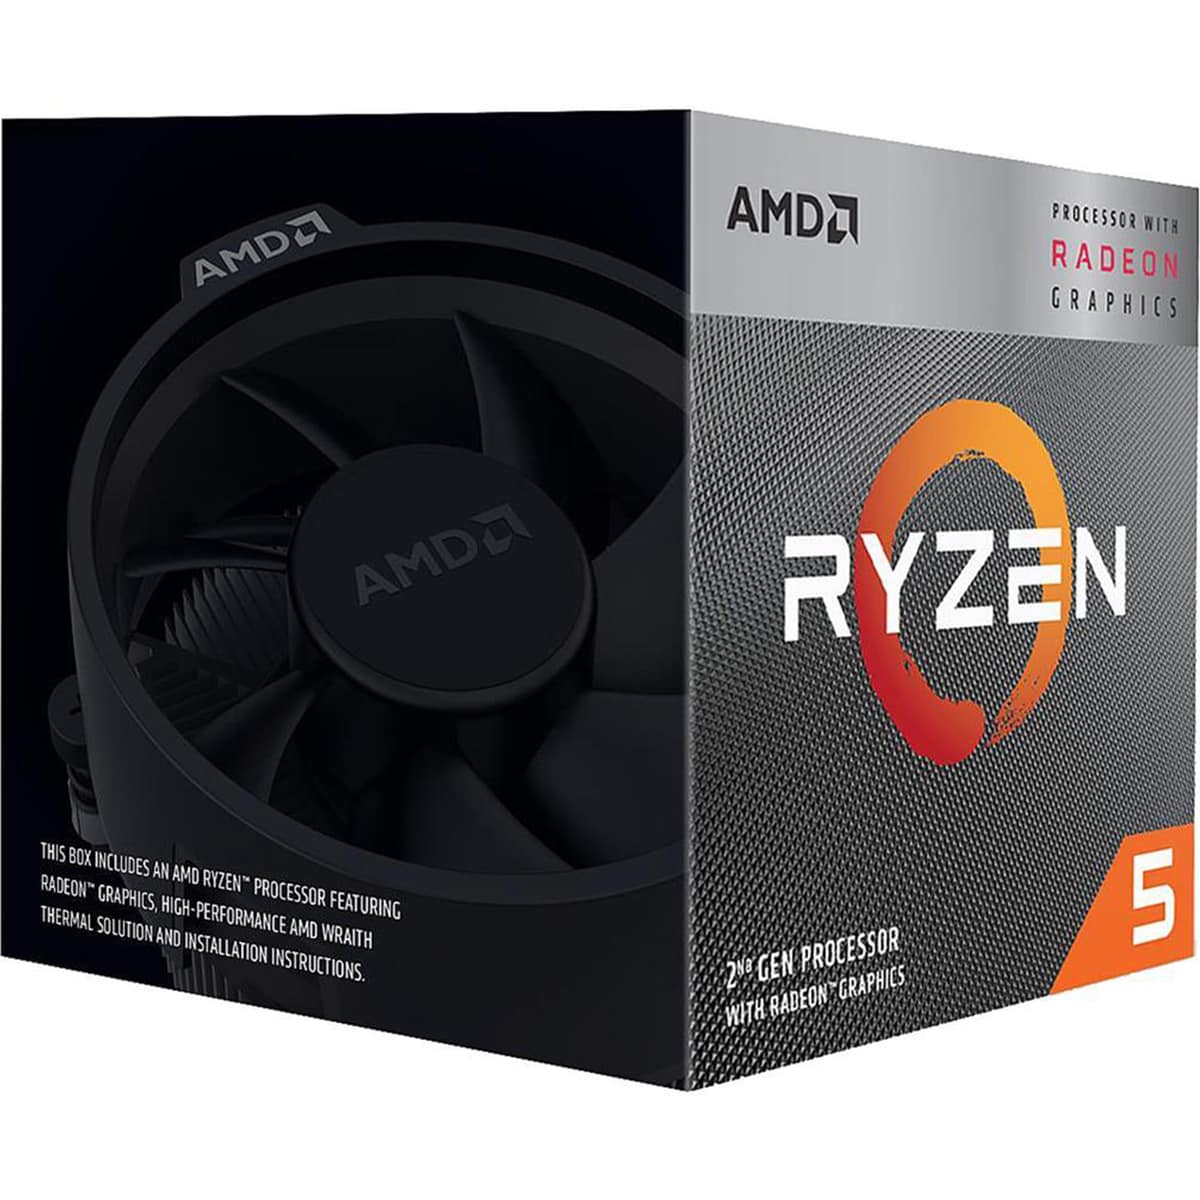 AMD
AMD
THIS BOX INCLUDES AN AMD RYZEN™ PROCESSOR FEATURING
RADEON™ GRAPHICS, HIGH-PERFORMANCE AMD WRAITH
THERMAL SOLUTION AND INSTALLATION INSTRUCTIONS.
AMD
PROCESSOR WITH
RADEON
GRAPHICS
RYZEN
5
2ND GEN PROCESSOR
WITH RADEON™ GRAPHICS